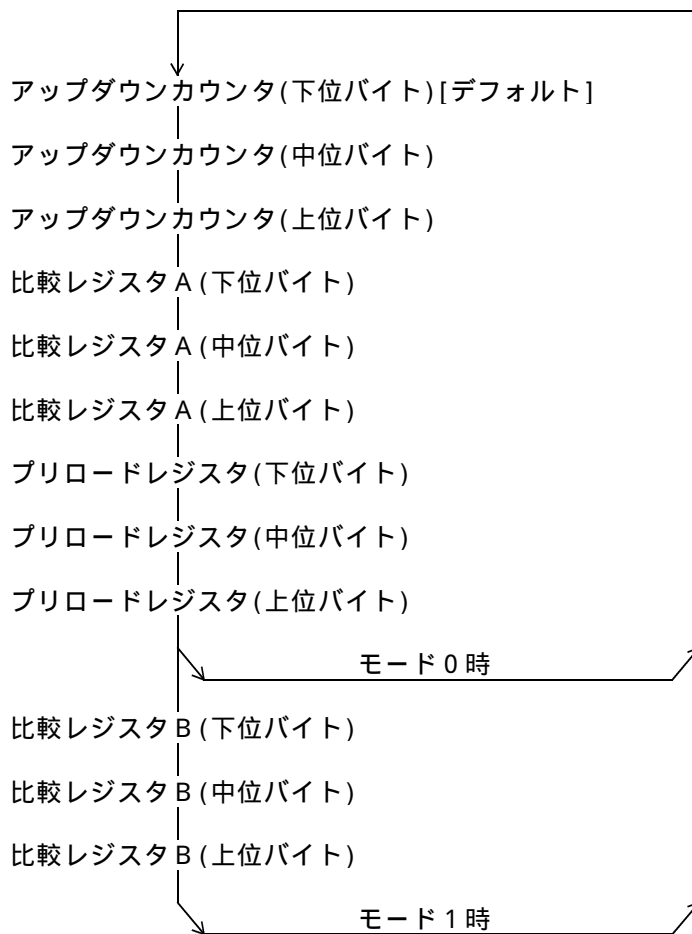 アップダウンカウンタ(下位バイト)[デフォルト]
アップダウンカウンタ(中位バイト)
アップダウンカウンタ(上位バイト)
比較レジスタA(下位バイト)
比較レジスタA(中位バイト)
比較レジスタA(上位バイト)
プリロードレジスタ(下位バイト)
プリロードレジスタ(中位バイト)
プリロードレジスタ(上位バイト)
モード0時
比較レジスタB(下位バイト)
比較レジスタB(中位バイト)
比較レジスタB(上位バイト)
モード1時